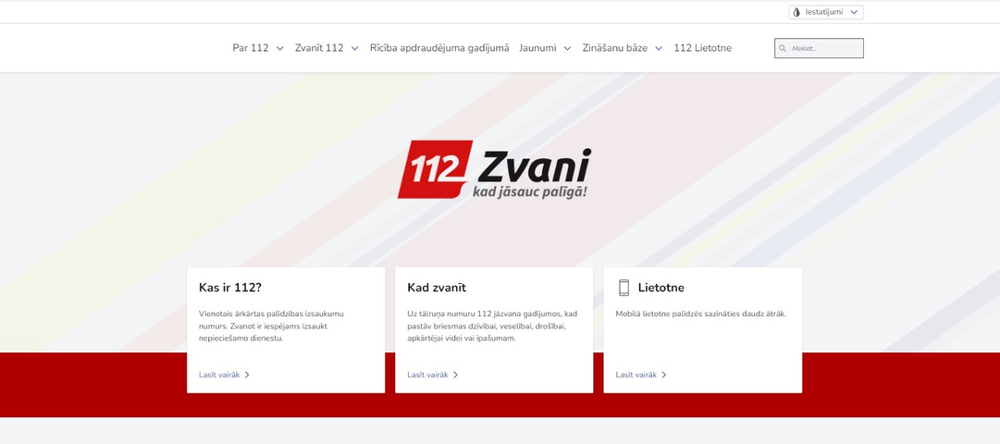 Iestatījumi
Par 112
Zvanīt 112
Rīcība apdraudējuma gadījumā
Jaunumi
Zināšanu bāze
112 Lietotne
Meklēt...
112 Zvani
kad jāsauc palīgā!
Kas ir 112?
Vienotais ārkārtas palīdzības izsaukumu
numurs. Zvanot ir iespējams izsaukt
nepieciešamo dienestu.
Lasīt vairāk
Kad zvanīt
Uz tālruņa numuru 112 jāzvana gadījumos, kad
pastāv briesmas dzīvībai, veselībai, drošībai,
apkārtējai videi vai īpašumam.
Lasīt vairāk
Lietotne
Mobilā lietotne palīdzēs sazināties daudz ātrāk.
Lasīt vairāk